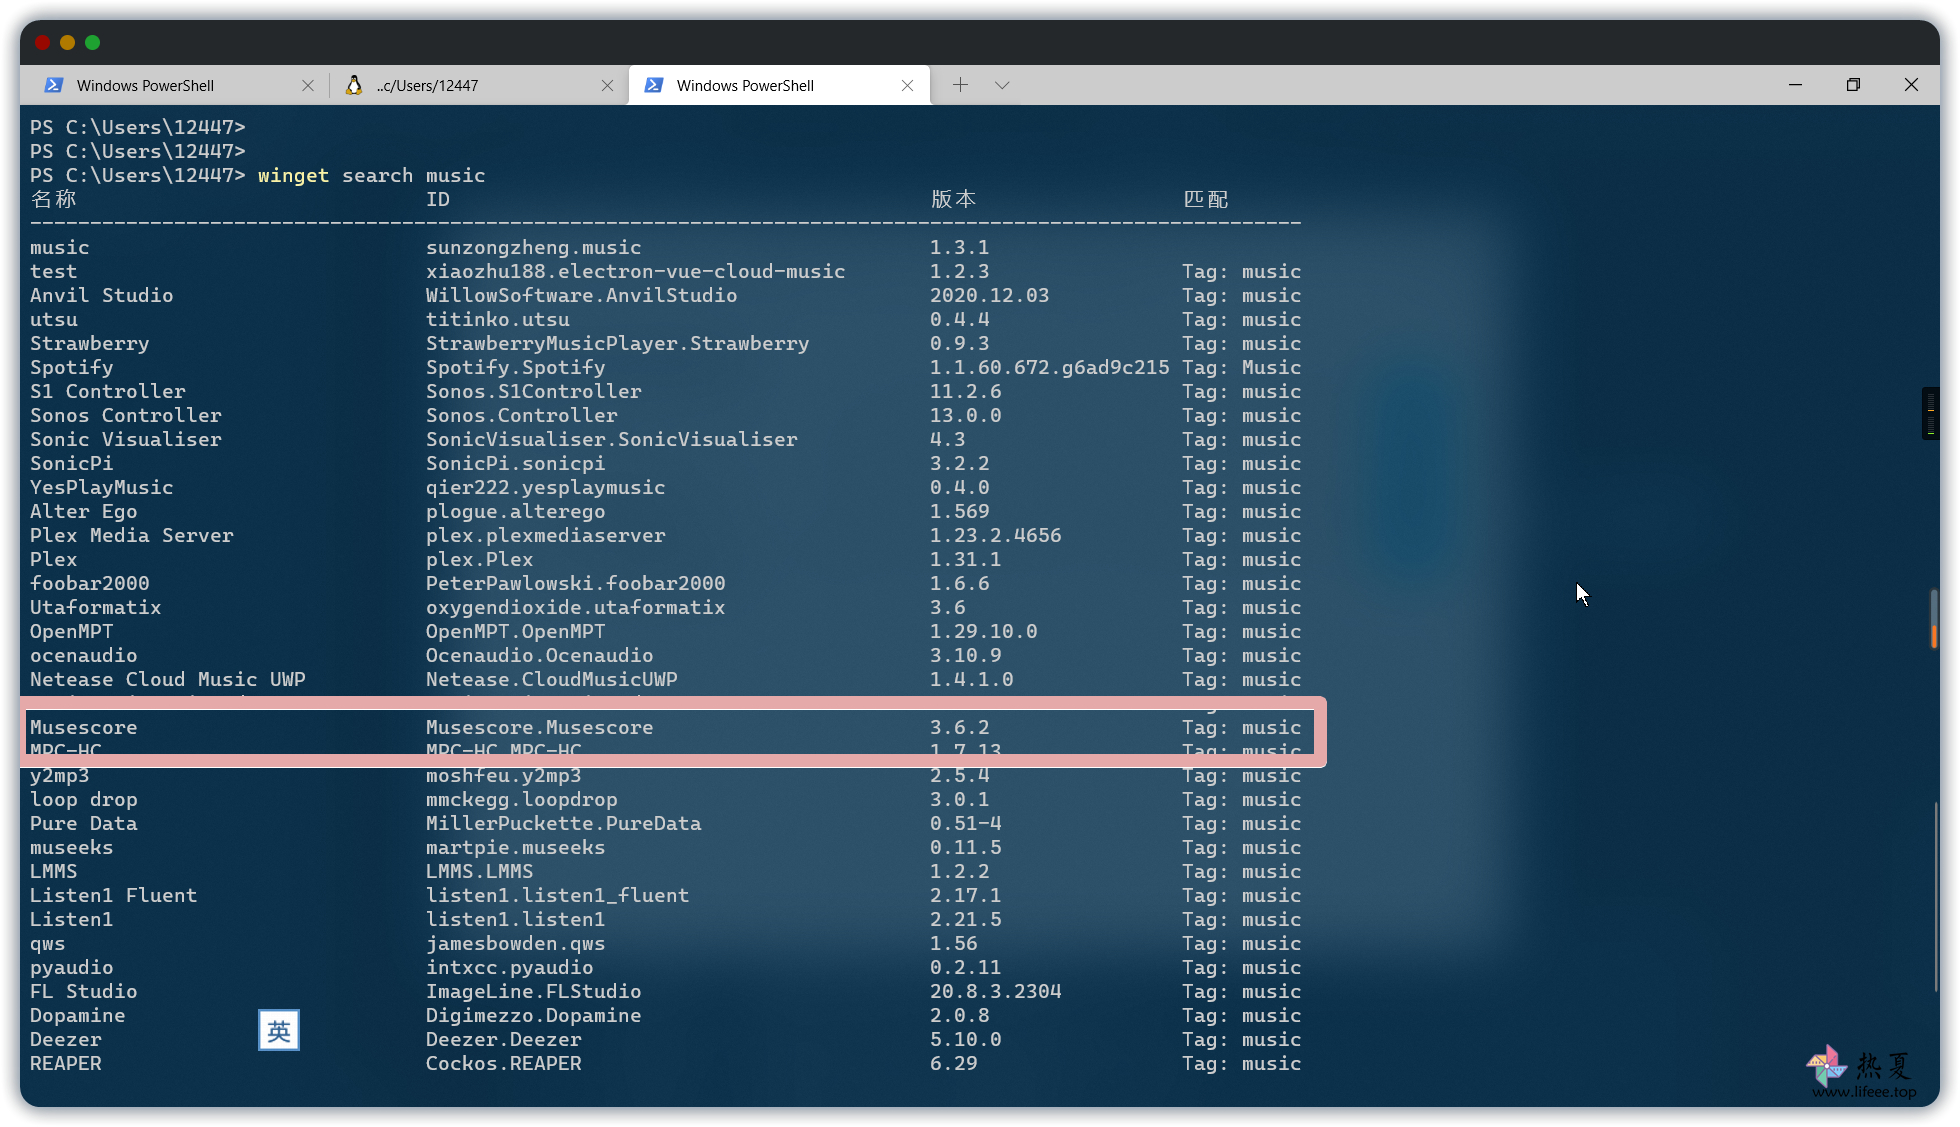 Windows PowerShell
..c/Users/12447
Windows PowerShell
PS C:\Users\12447>
PS C:\Users\12447>
PS C:\Users\12447> winget search music
名称 ID 版本 匹配
music sunzongzheng.music 1.3.1
test xiaozhu188.electron-vue-cloud-music 1.2.3 Tag: music
Anvil Studio WillowSoftware.AnvilStudio 2020.12.03 Tag: music
utsu titinko.utsu 0.4.4 Tag: music
Strawberry StrawberryMusicPlayer.Strawberry 0.9.3 Tag: music
Spotify Spotify.Spotify 1.1.60.672.g6ad9c215 Tag: Music
S1 Controller Sonos.S1Controller 11.2.6 Tag: music
Sonos Controller Sonos.Controller 13.0.0 Tag: music
Sonic Visualiser SonicVisualiser.SonicVisualiser 4.3 Tag: music
SonicPi SonicPi.sonicpi 3.2.2 Tag: music
YesPlayMusic qier222.yesplaymusic 0.4.0 Tag: music
Alter Ego plogue.alterego 1.569 Tag: music
Plex Media Server plex.plexmediaserver 1.23.2.4656 Tag: music
Plex plex.Plex 1.31.1 Tag: music
foobar2000 PeterPawlowski.foobar2000 1.6.6 Tag: music
Utaformatix oxygendioxide.utaformatix 3.6 Tag: music
OpenMPT OpenMPT.OpenMPT 1.29.10.0 Tag: music
ocenaudio Ocenaudio.Ocenaudio 3.10.9 Tag: music
Netease Cloud Music UWP Netease.CloudMusicUWP 1.4.1.0 Tag: music
Musescore Musescore.Musescore 3.6.2 Tag: music
MPC-HC MPC-HC.MPC-HC 1.7.13 Tag: music
y2mp3 moshfeu.y2mp3 2.5.4 Tag: music
loop drop mmckegg.loopdrop 3.0.1 Tag: music
Pure Data MillerPuckette.PureData 0.51-4 Tag: music
museeks martpie.museeks 0.11.5 Tag: music
LMMS LMMS.LMMS 1.2.2 Tag: music
Listen1 Fluent listen1.listen1_fluent 2.17.1 Tag: music
Listen1 listen1.listen1 2.21.5 Tag: music
qws jamesbowden.qws 1.56 Tag: music
pyaudio intxcc.pyaudio 0.2.11 Tag: music
FL Studio ImageLine.FLStudio 20.8.3.2304 Tag: music
Dopamine Digimezzo.Dopamine 2.0.8 Tag: music
英
Deezer Deezer.Deezer 5.10.0 Tag: music
REAPER Cockos.REAPER 6.29 Tag: music
热夏
www.lifeee.top